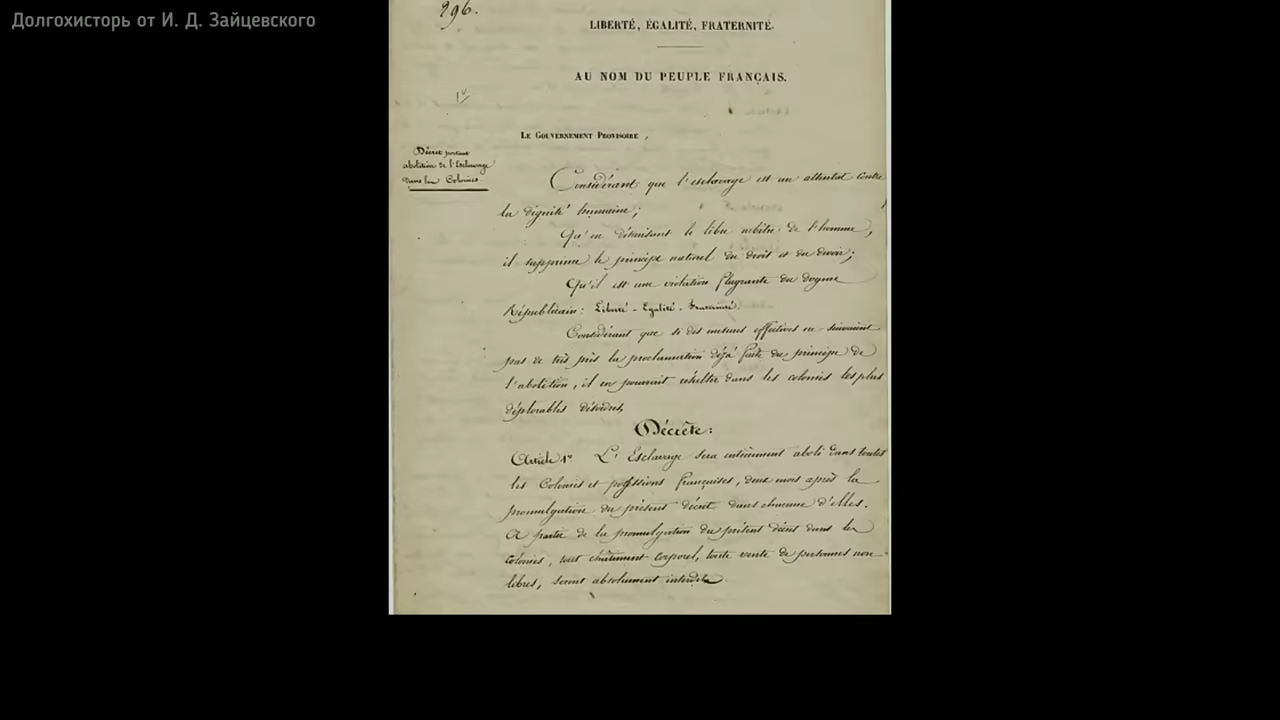 Долгохисторь от И. Д. Зайцевского
296.
LIBERTÉ, ÉGALITÉ, FRATERNITÉ.
AU NOM DU PEUPLE FRANÇAIS.
LE GOUVERNEMENT PROVISOIRE,
Décret portant
abolition de l'Esclavage
dans les Colonies
Considérant que l'esclavage est un attentat contre
la dignité humaine;
Qu'en détruisant le libre arbitre de l'homme,
il supprime le principe naturel du droit et du devoir;
Qu'il est une violation flagrante du dogme
Républicain: Liberté - Egalité - Fraternité.
Considérant que si des mesures effectives ne suivaient
pas de très près la proclamation déjà faite du principe de
l'abolition, il en pourrait résulter dans les colonies les plus
déplorables désordres,
Décrète:
Article 1er L'Esclavage sera entièrement aboli dans toutes
les Colonies et possessions françaises, deux mois après la
promulgation du présent décret dans chacune d'elles.
A partir de la promulgation du présent décret dans les
colonies, tout châtiment corporel, toute vente de personnes non
libres, seront absolument interdits.